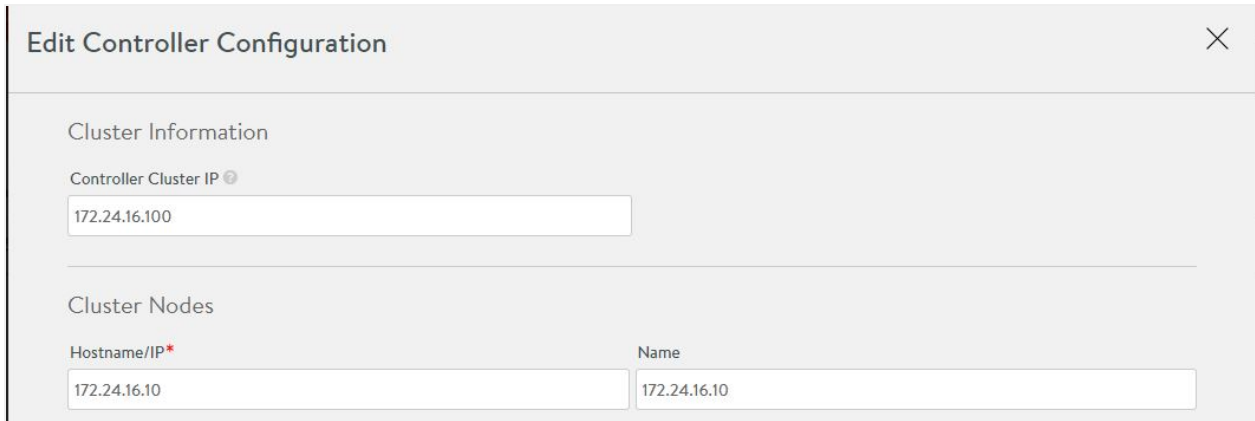 Edit Controller Configuration
Cluster Information
Controller Cluster IP
172.24.16.100
Cluster Nodes
Hostname/IP* Name
172.24.16.10 172.24.16.10